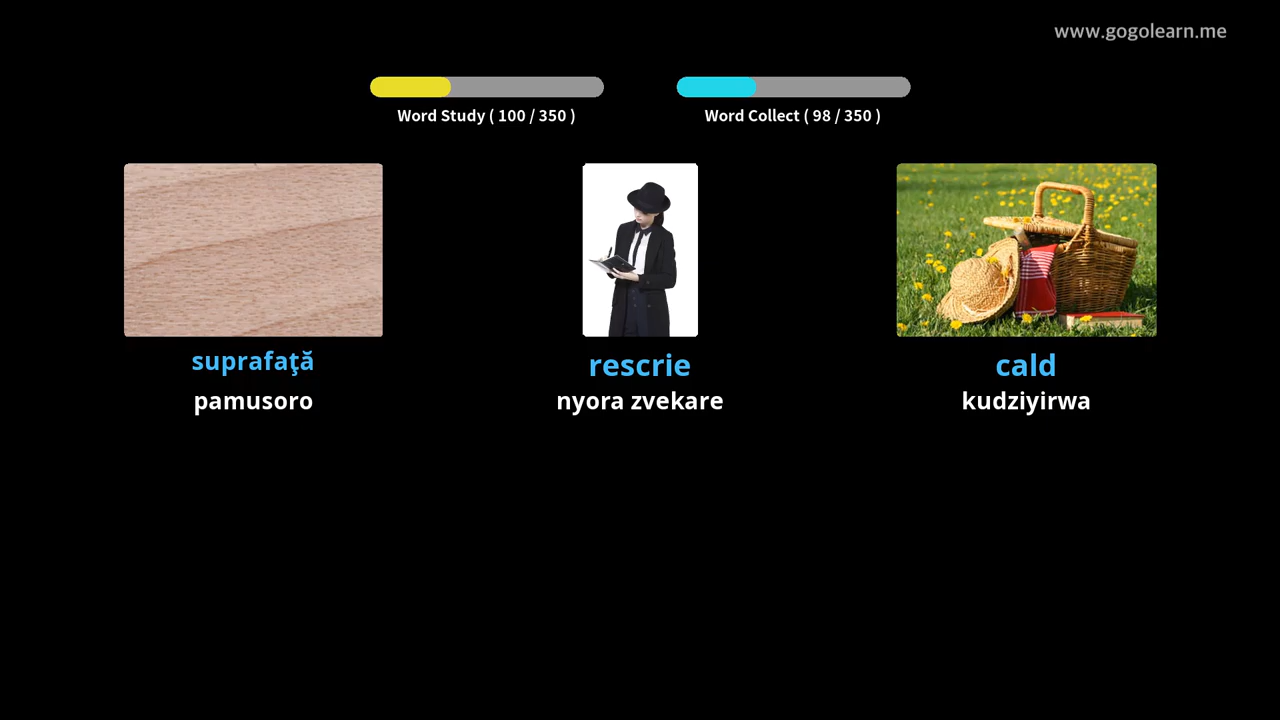 www.gogolearn.me
Word Study ( 100 / 350 )
Word Collect ( 98 / 350 )
suprafaţă
pamusoro
rescrie
nyora zvekare
cald
kudziyirwa